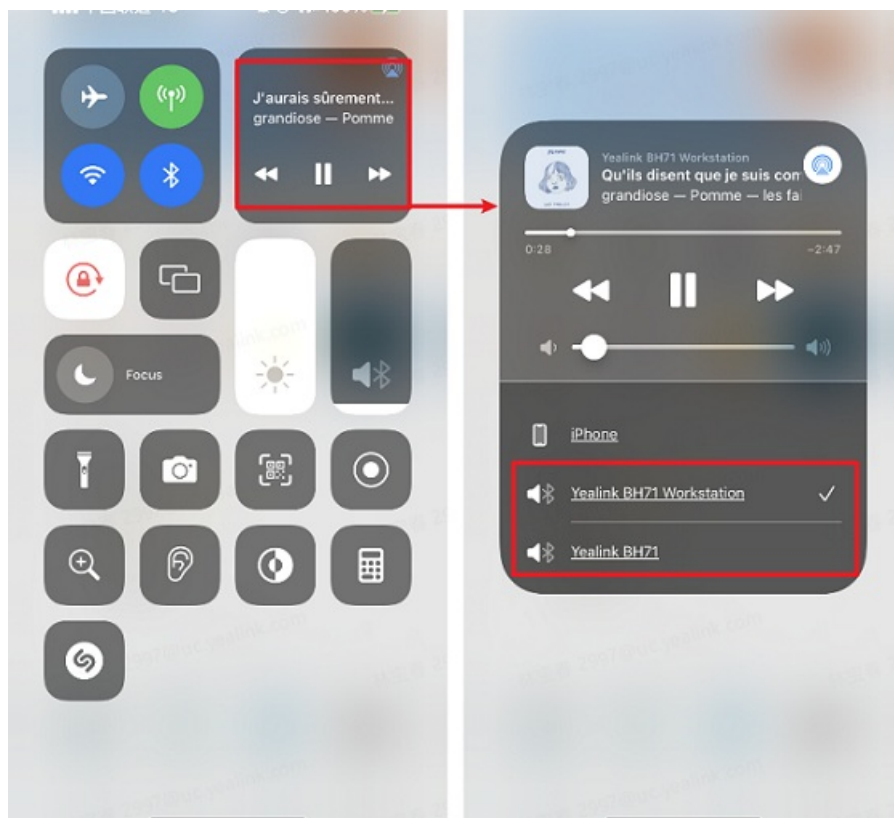 J'aurais sûrement...
grandiose — Pomme
Focus
Yealink BH71 Workstation
Qu'ils disent que je suis com
grandiose — Pomme — les fai
0:28
-2:47
iPhone
Yealink BH71 Workstation
Yealink BH71